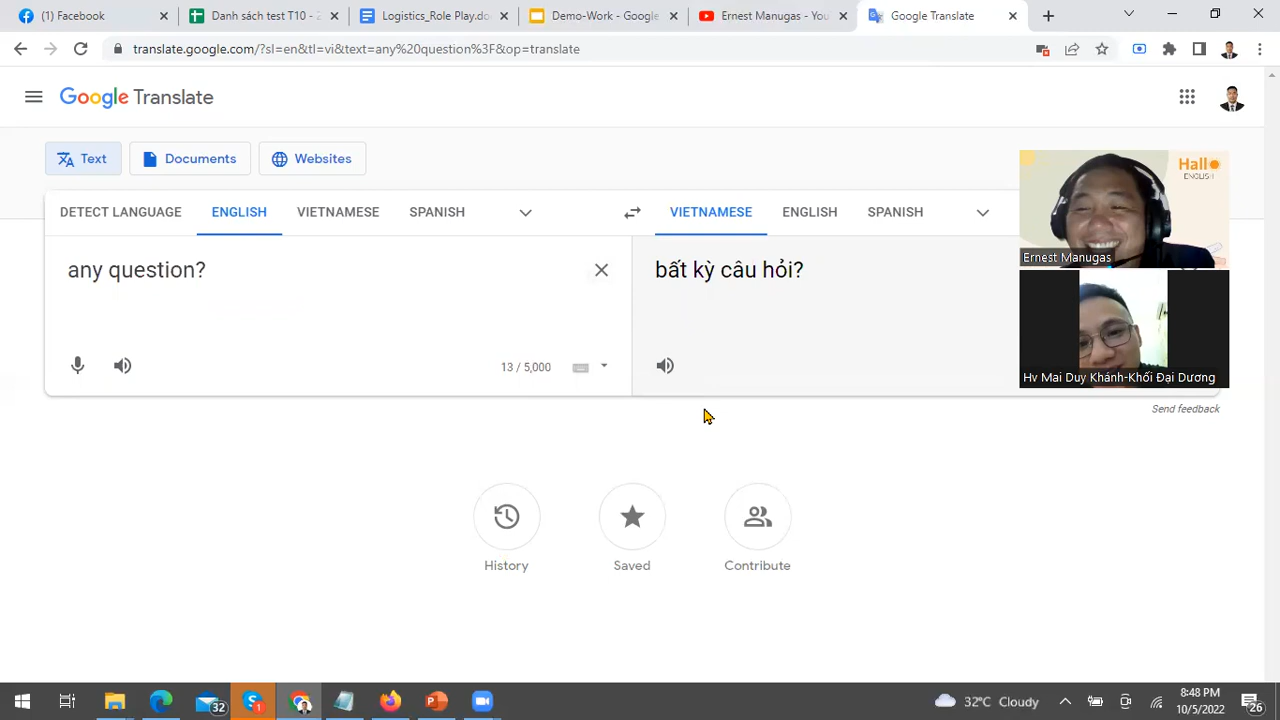 (1) Facebook
Danh sách test T10 - 2
Logistics_Role Play.do
Demo-Work - Google
Ernest Manugas - You
Google Translate
translate.google.com/?sl=en&tl=vi&text=any%20question%3F&op=translate
Google Translate
Text
Documents
Websites
DETECT LANGUAGE
ENGLISH
VIETNAMESE
SPANISH
VIETNAMESE
ENGLISH
SPANISH
any question?
bất kỳ câu hỏi?
13 / 5,000
Hallo
ENGLISH
Ernest Manugas
Hv Mai Duy Khánh-Khối Đại Dương
Send feedback
History
Saved
Contribute
32
1
32°C Cloudy
8:48 PM
10/5/2022
26